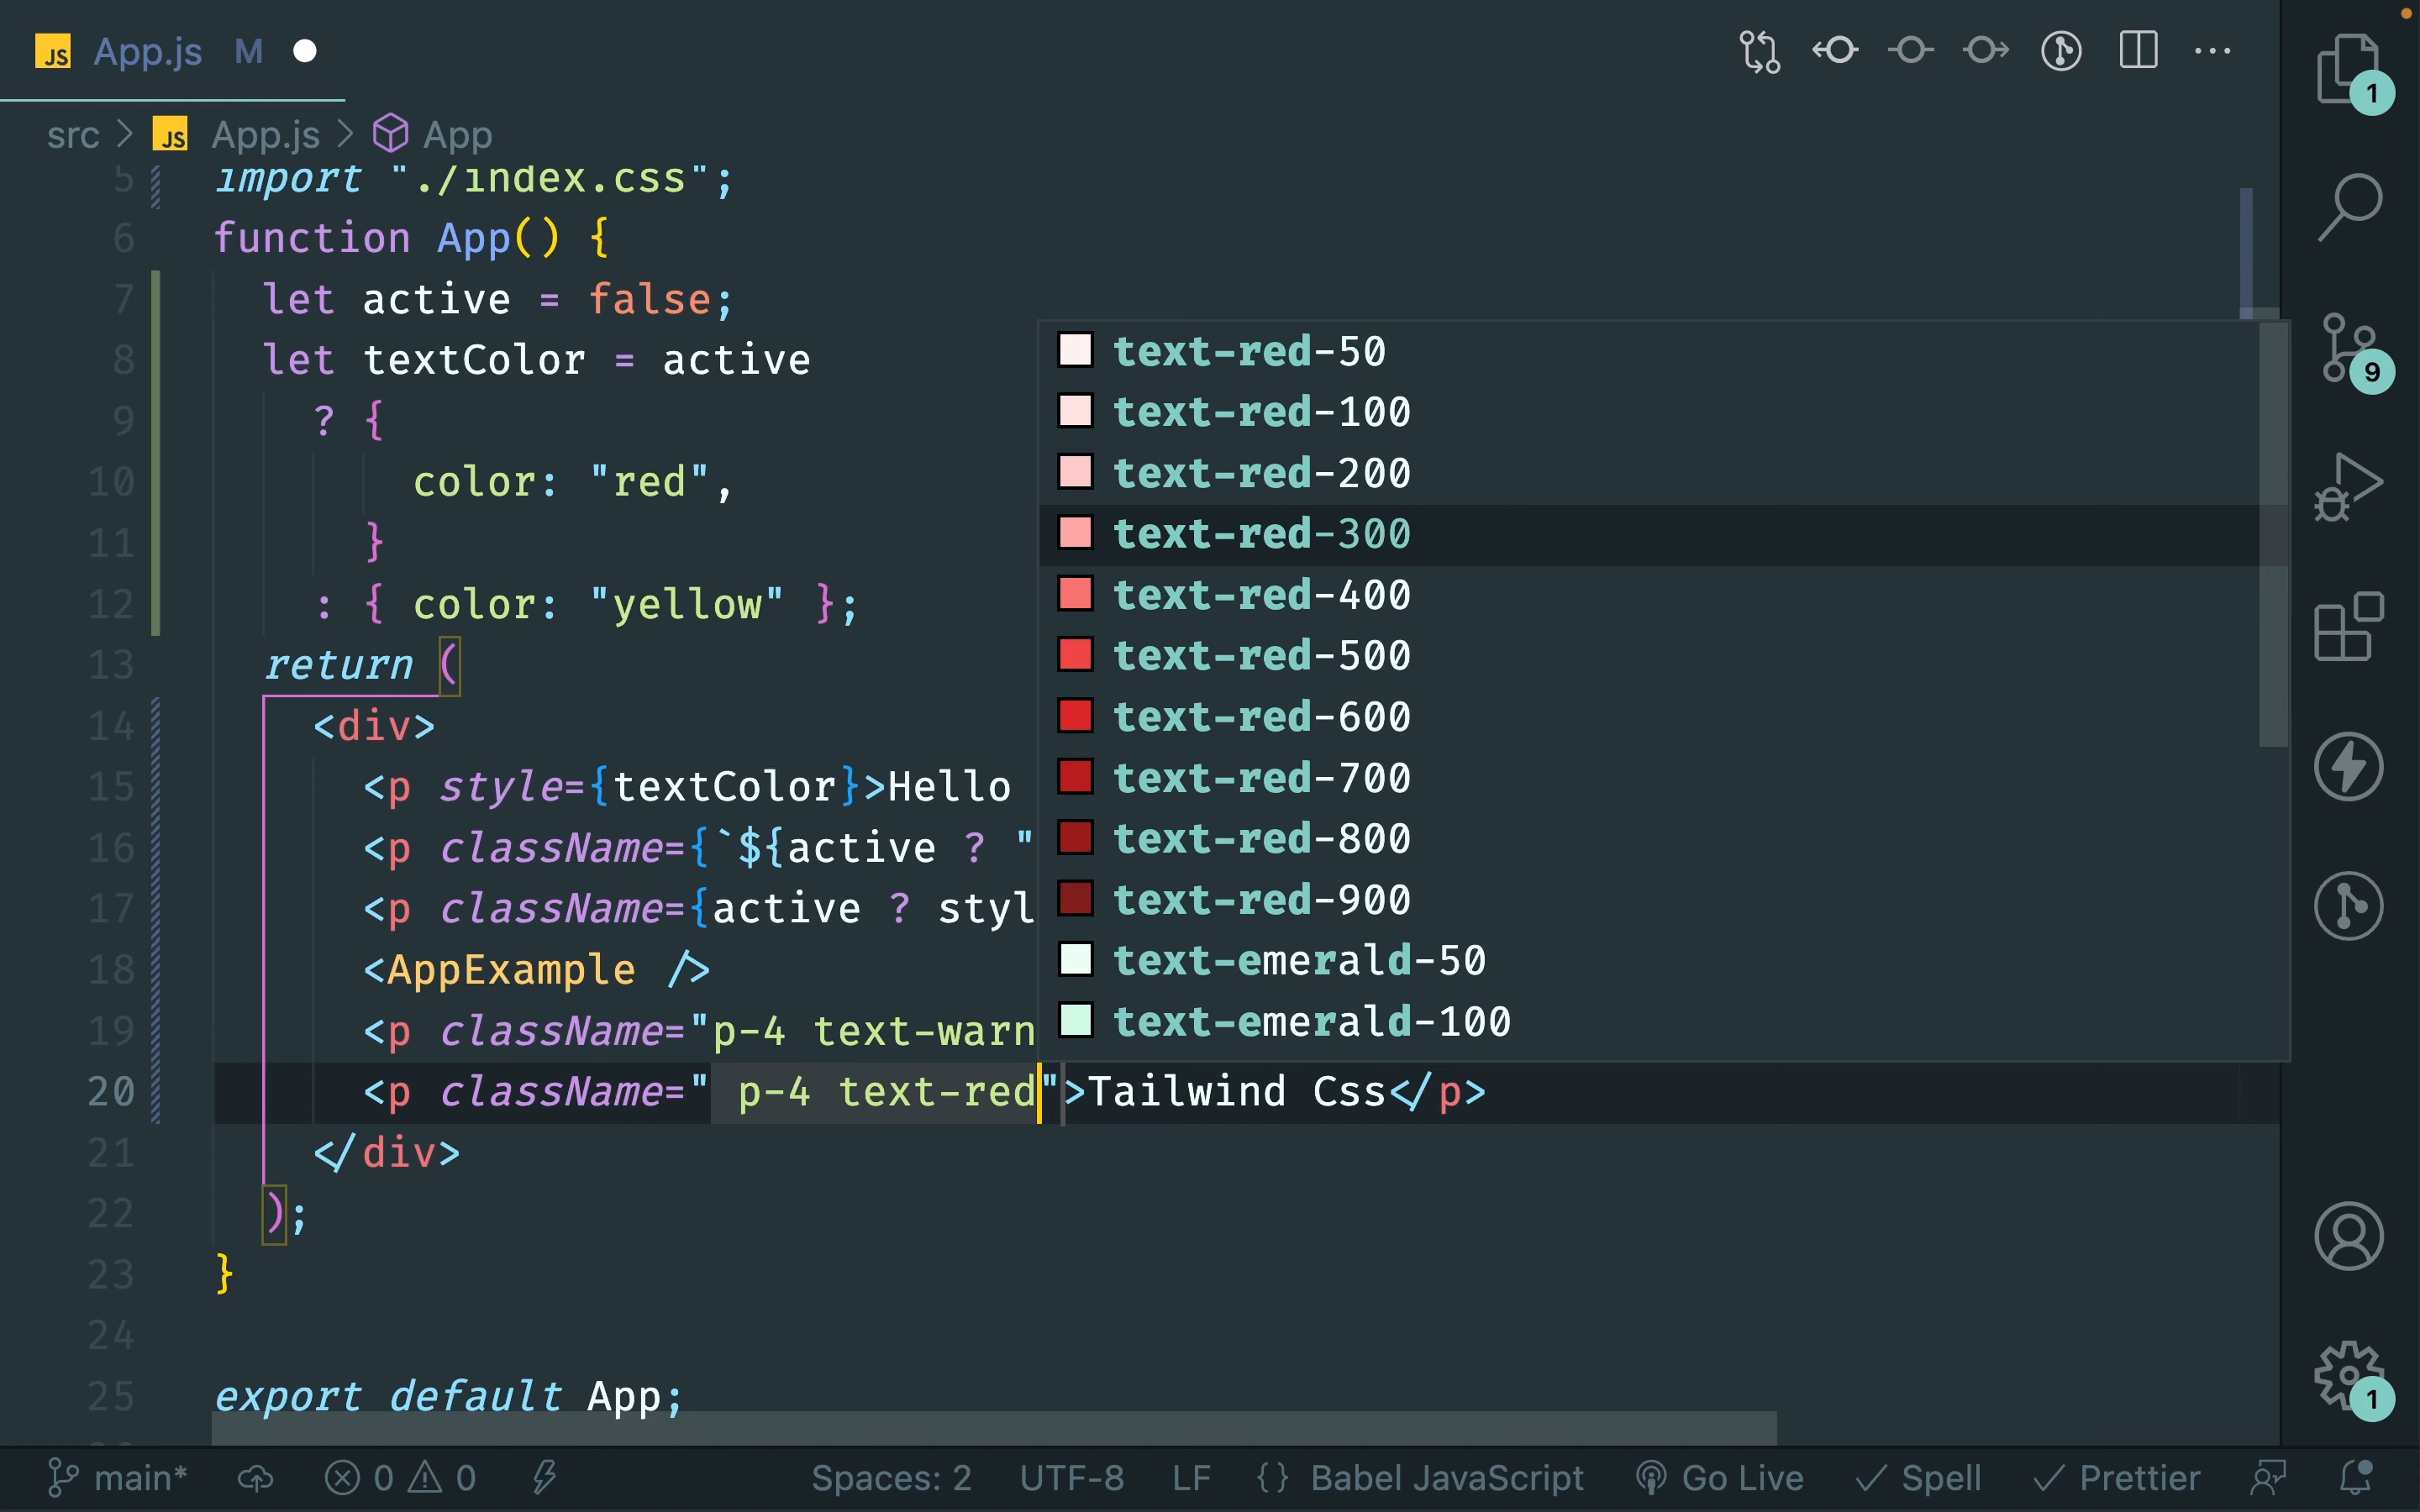 JS App.js M
src > JS App.js > App
5 import "./index.css";
6 function App() {
7 let active = false;
8 let textColor = active
9 ? {
10 color: "red",
11 }
12 : { color: "yellow" };
13 return (
14 <div>
15 <p style={textColor}>Hello
16 <p className={`${active ? "
17 <p className={active ? styl
18 <AppExample />
19 <p className="p-4 text-warn
20 <p className=" p-4 text-red">Tailwind Css</p>
21 </div>
22 );
23 }
24
25 export default App;
text-red-50
text-red-100
text-red-200
text-red-300
text-red-400
text-red-500
text-red-600
text-red-700
text-red-800
text-red-900
text-emerald-50
text-emerald-100
1
9
1
main* 0 0 Spaces: 2 UTF-8 LF {} Babel JavaScript Go Live ✓ Spell ✓ Prettier